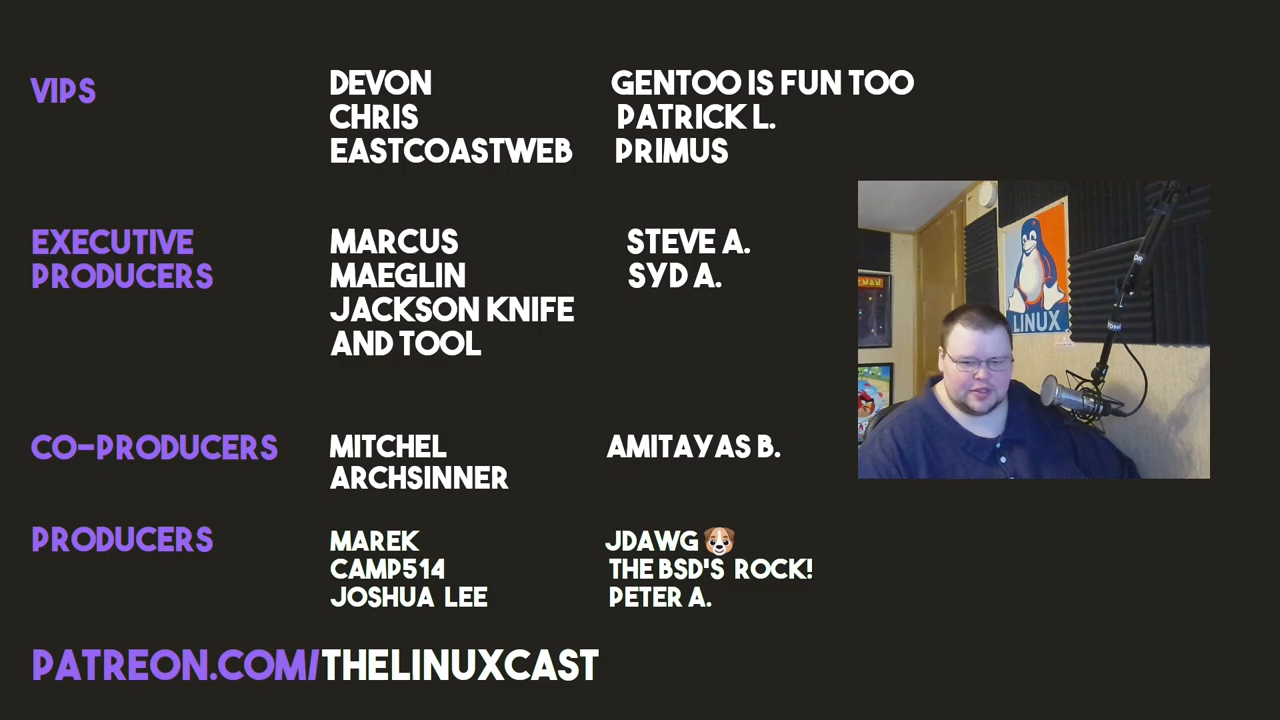 VIPS
DEVON GENTOO IS FUN TOO
CHRIS PATRICK L.
EASTCOASTWEB PRIMUS
EXECUTIVE
PRODUCERS
MARCUS STEVE A.
MAEGLIN SYD A.
JACKSON KNIFE
AND TOOL
CO-PRODUCERS
MITCHEL AMITAYAS B.
ARCHSINNER
PRODUCERS
MAREK JDAWG 🐶
CAMP514 THE BSD'S ROCK!
JOSHUA LEE PETER A.
PATREON.COM/THELINUXCAST
LINUX